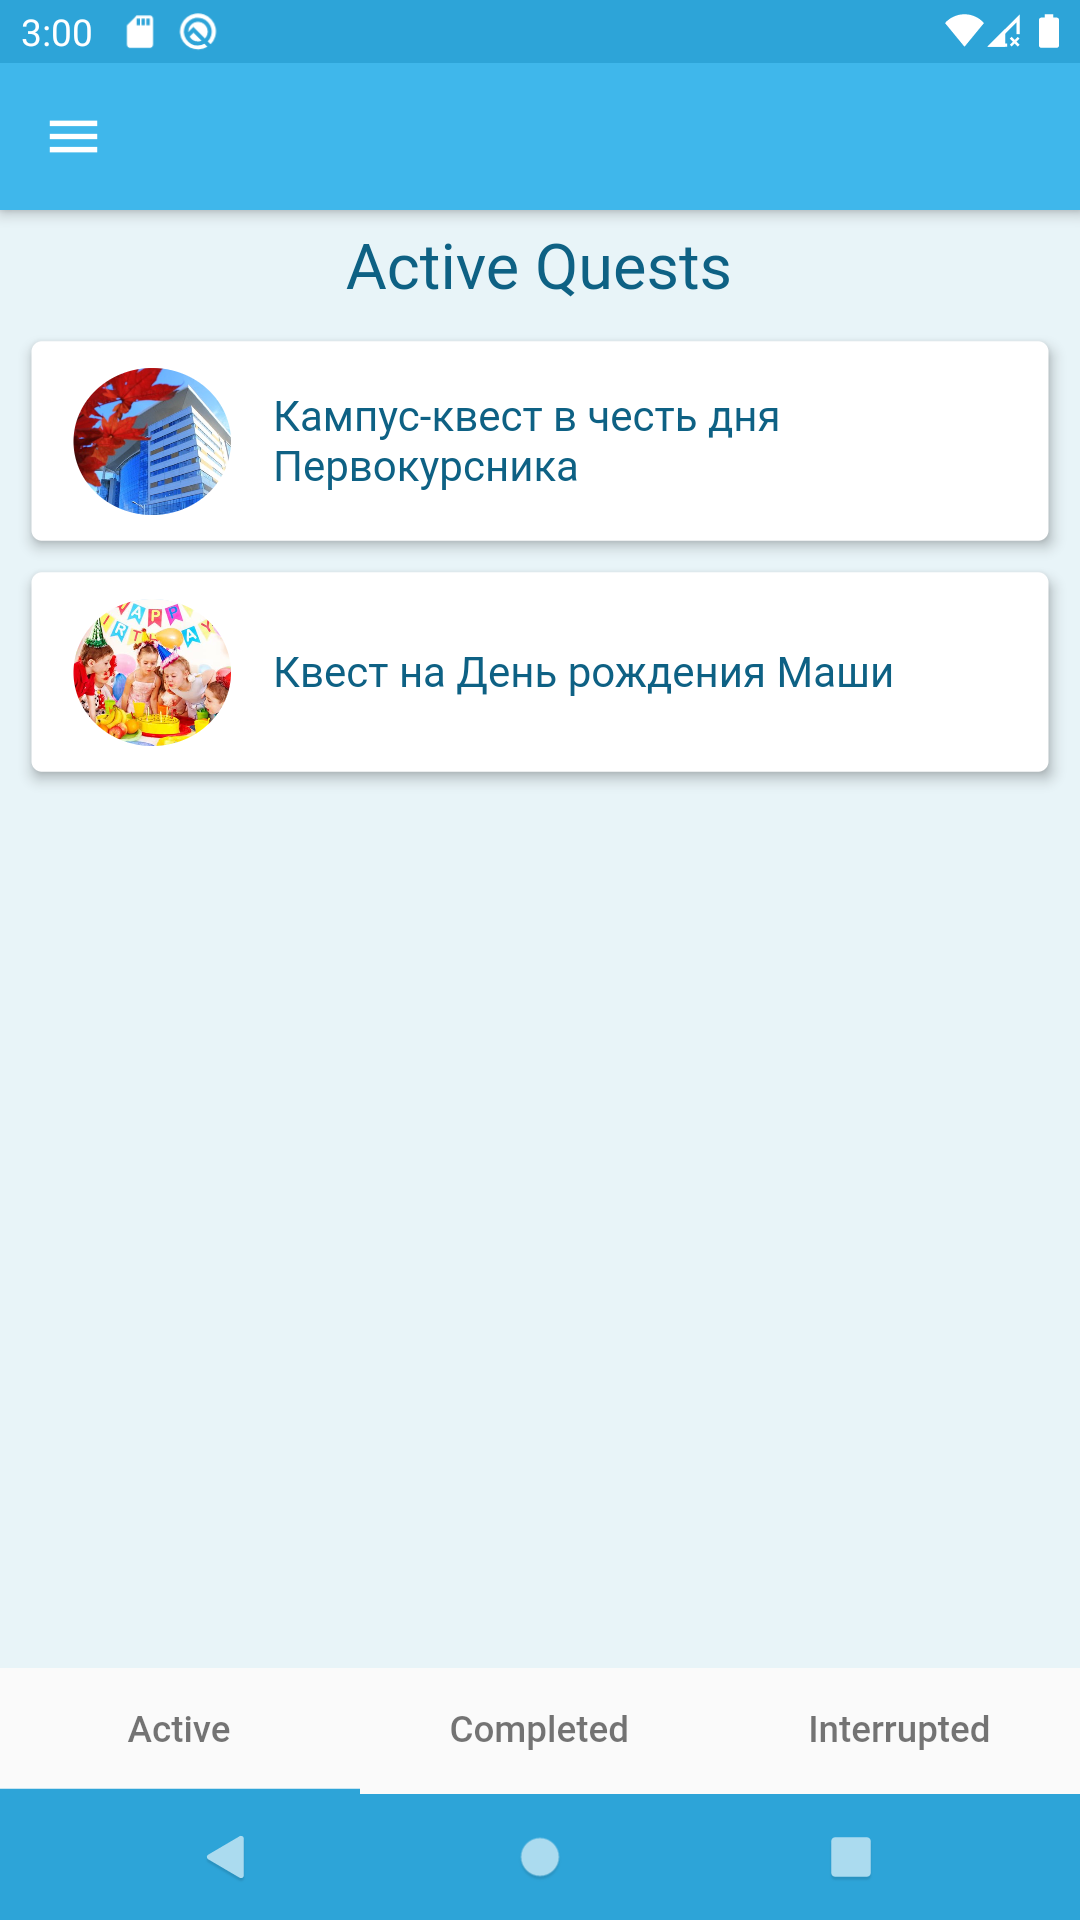 3:00
Active Quests
Кампус-квест в честь дня
Первокурсника
Квест на День рождения Маши
Active
Completed
Interrupted